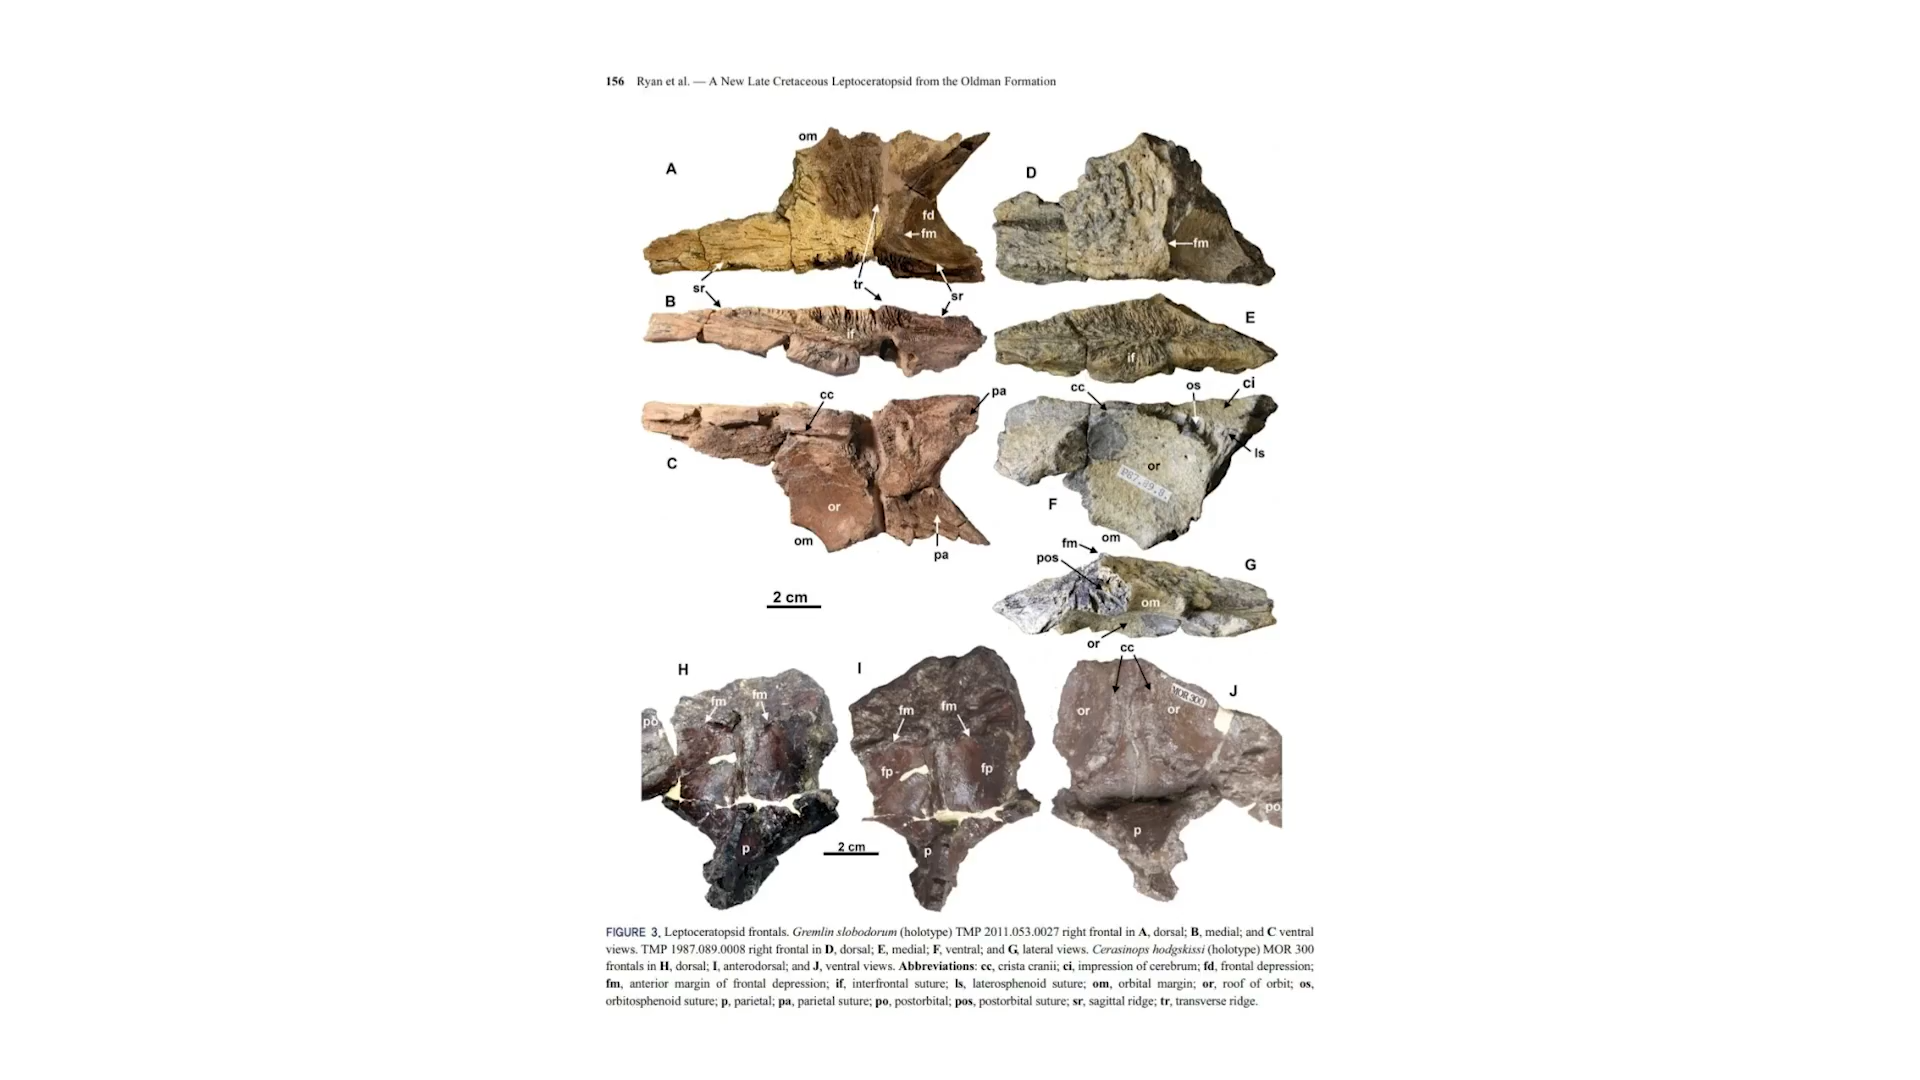 156 Ryan et al. — A New Late Cretaceous Leptoceratopsid from the Oldman Formation
om
A
D
fd
fm
fm
sr
tr
sr
B
E
if
if
cc
pa
cc
os
ci
C
or
or
ls
P87.89.8.
F
om
pa
om
fm
pos
G
2 cm
om
or
cc
H
I
J
fm
fm
fm
fm
MOR 300
po
or
or
fp
fp
po
p
2 cm
p
p
FIGURE 3. Leptoceratopsid frontals. Gremlin slobodorum (holotype) TMP 2011.053.0027 right frontal in A, dorsal; B, medial; and C ventral
views. TMP 1987.089.0008 right frontal in D, dorsal; E, medial; F, ventral; and G, lateral views. Cerasinops hodgskissi (holotype) MOR 300
frontals in H, dorsal; I, anterodorsal; and J, ventral views. Abbreviations: cc, crista cranii; ci, impression of cerebrum; fd, frontal depression;
fm, anterior margin of frontal depression; if, interfrontal suture; ls, laterosphenoid suture; om, orbital margin; or, roof of orbit; os,
orbitosphenoid suture; p, parietal; pa, parietal suture; po, postorbital; pos, postorbital suture; sr, sagittal ridge; tr, transverse ridge.